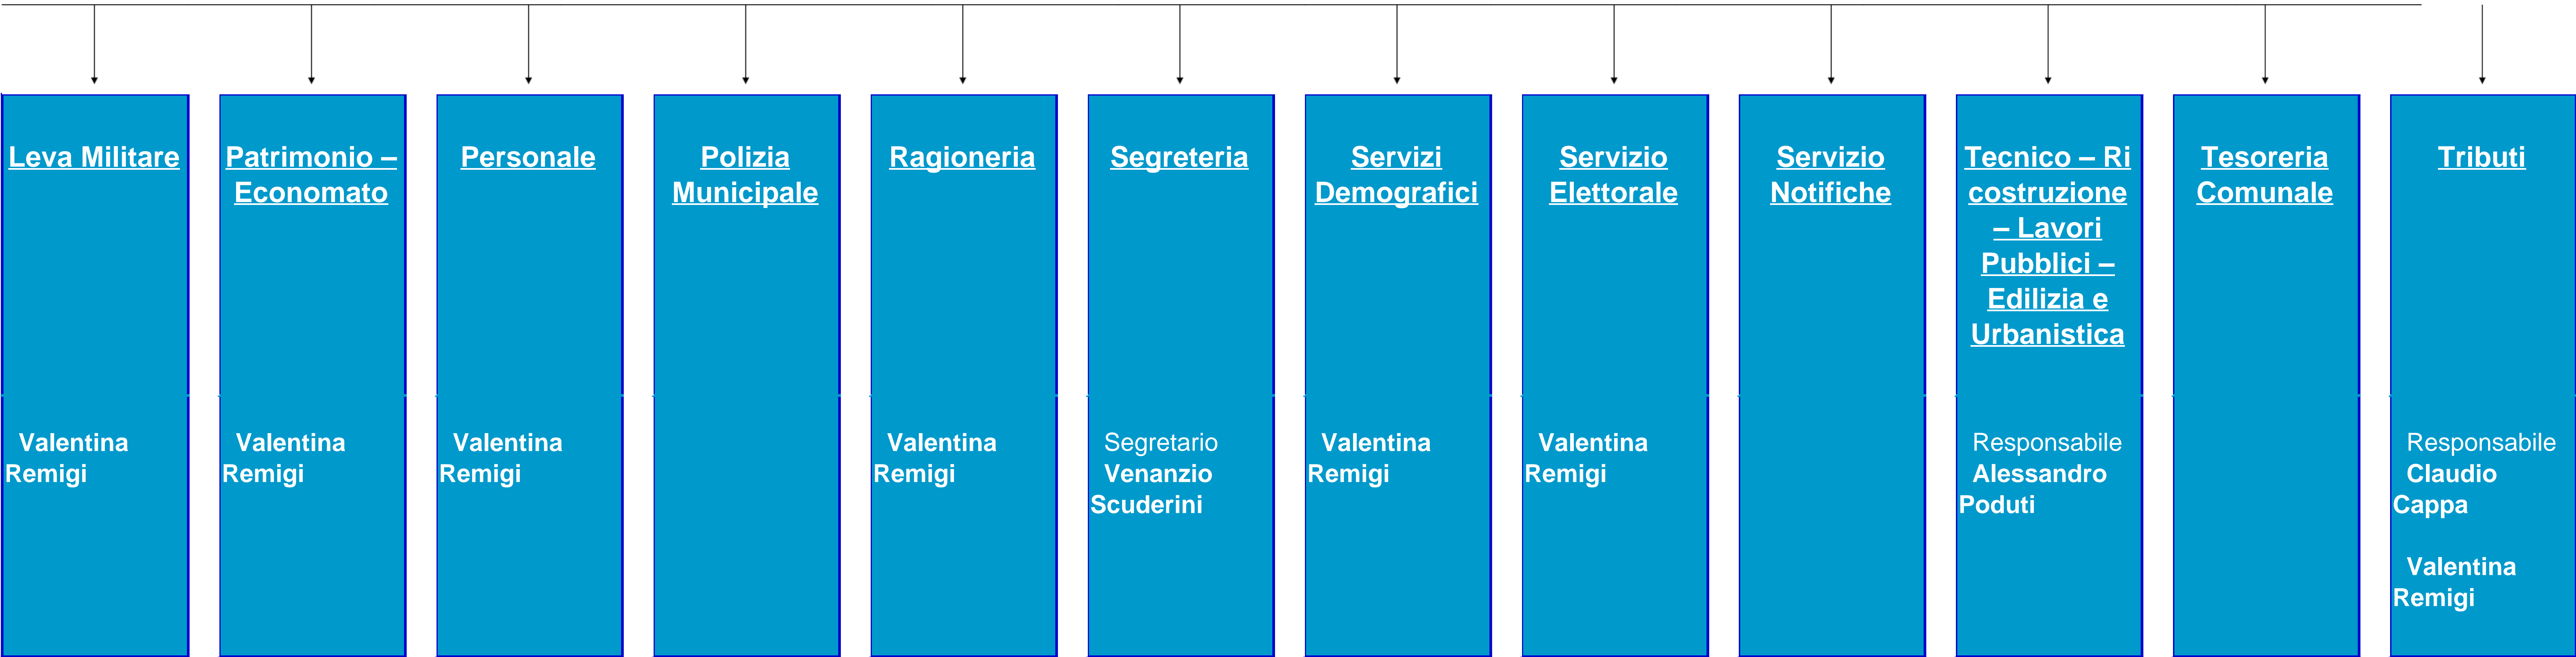 Leva Militare
Valentina
Remigi
Patrimonio –
Economato
Valentina
Remigi
Personale
Valentina
Remigi
Polizia
Municipale
Ragioneria
Valentina
Remigi
Segreteria
Segretario
Venanzio
Scuderini
Servizi
Demografici
Valentina
Remigi
Servizio
Elettorale
Valentina
Remigi
Servizio
Notifiche
Tecnico – Ri
costruzione
– Lavori
Pubblici –
Edilizia e
Urbanistica
Responsabile
Alessandro
Poduti
Tesoreria
Comunale
Tributi
Responsabile
Claudio
Cappa
Valentina
Remigi